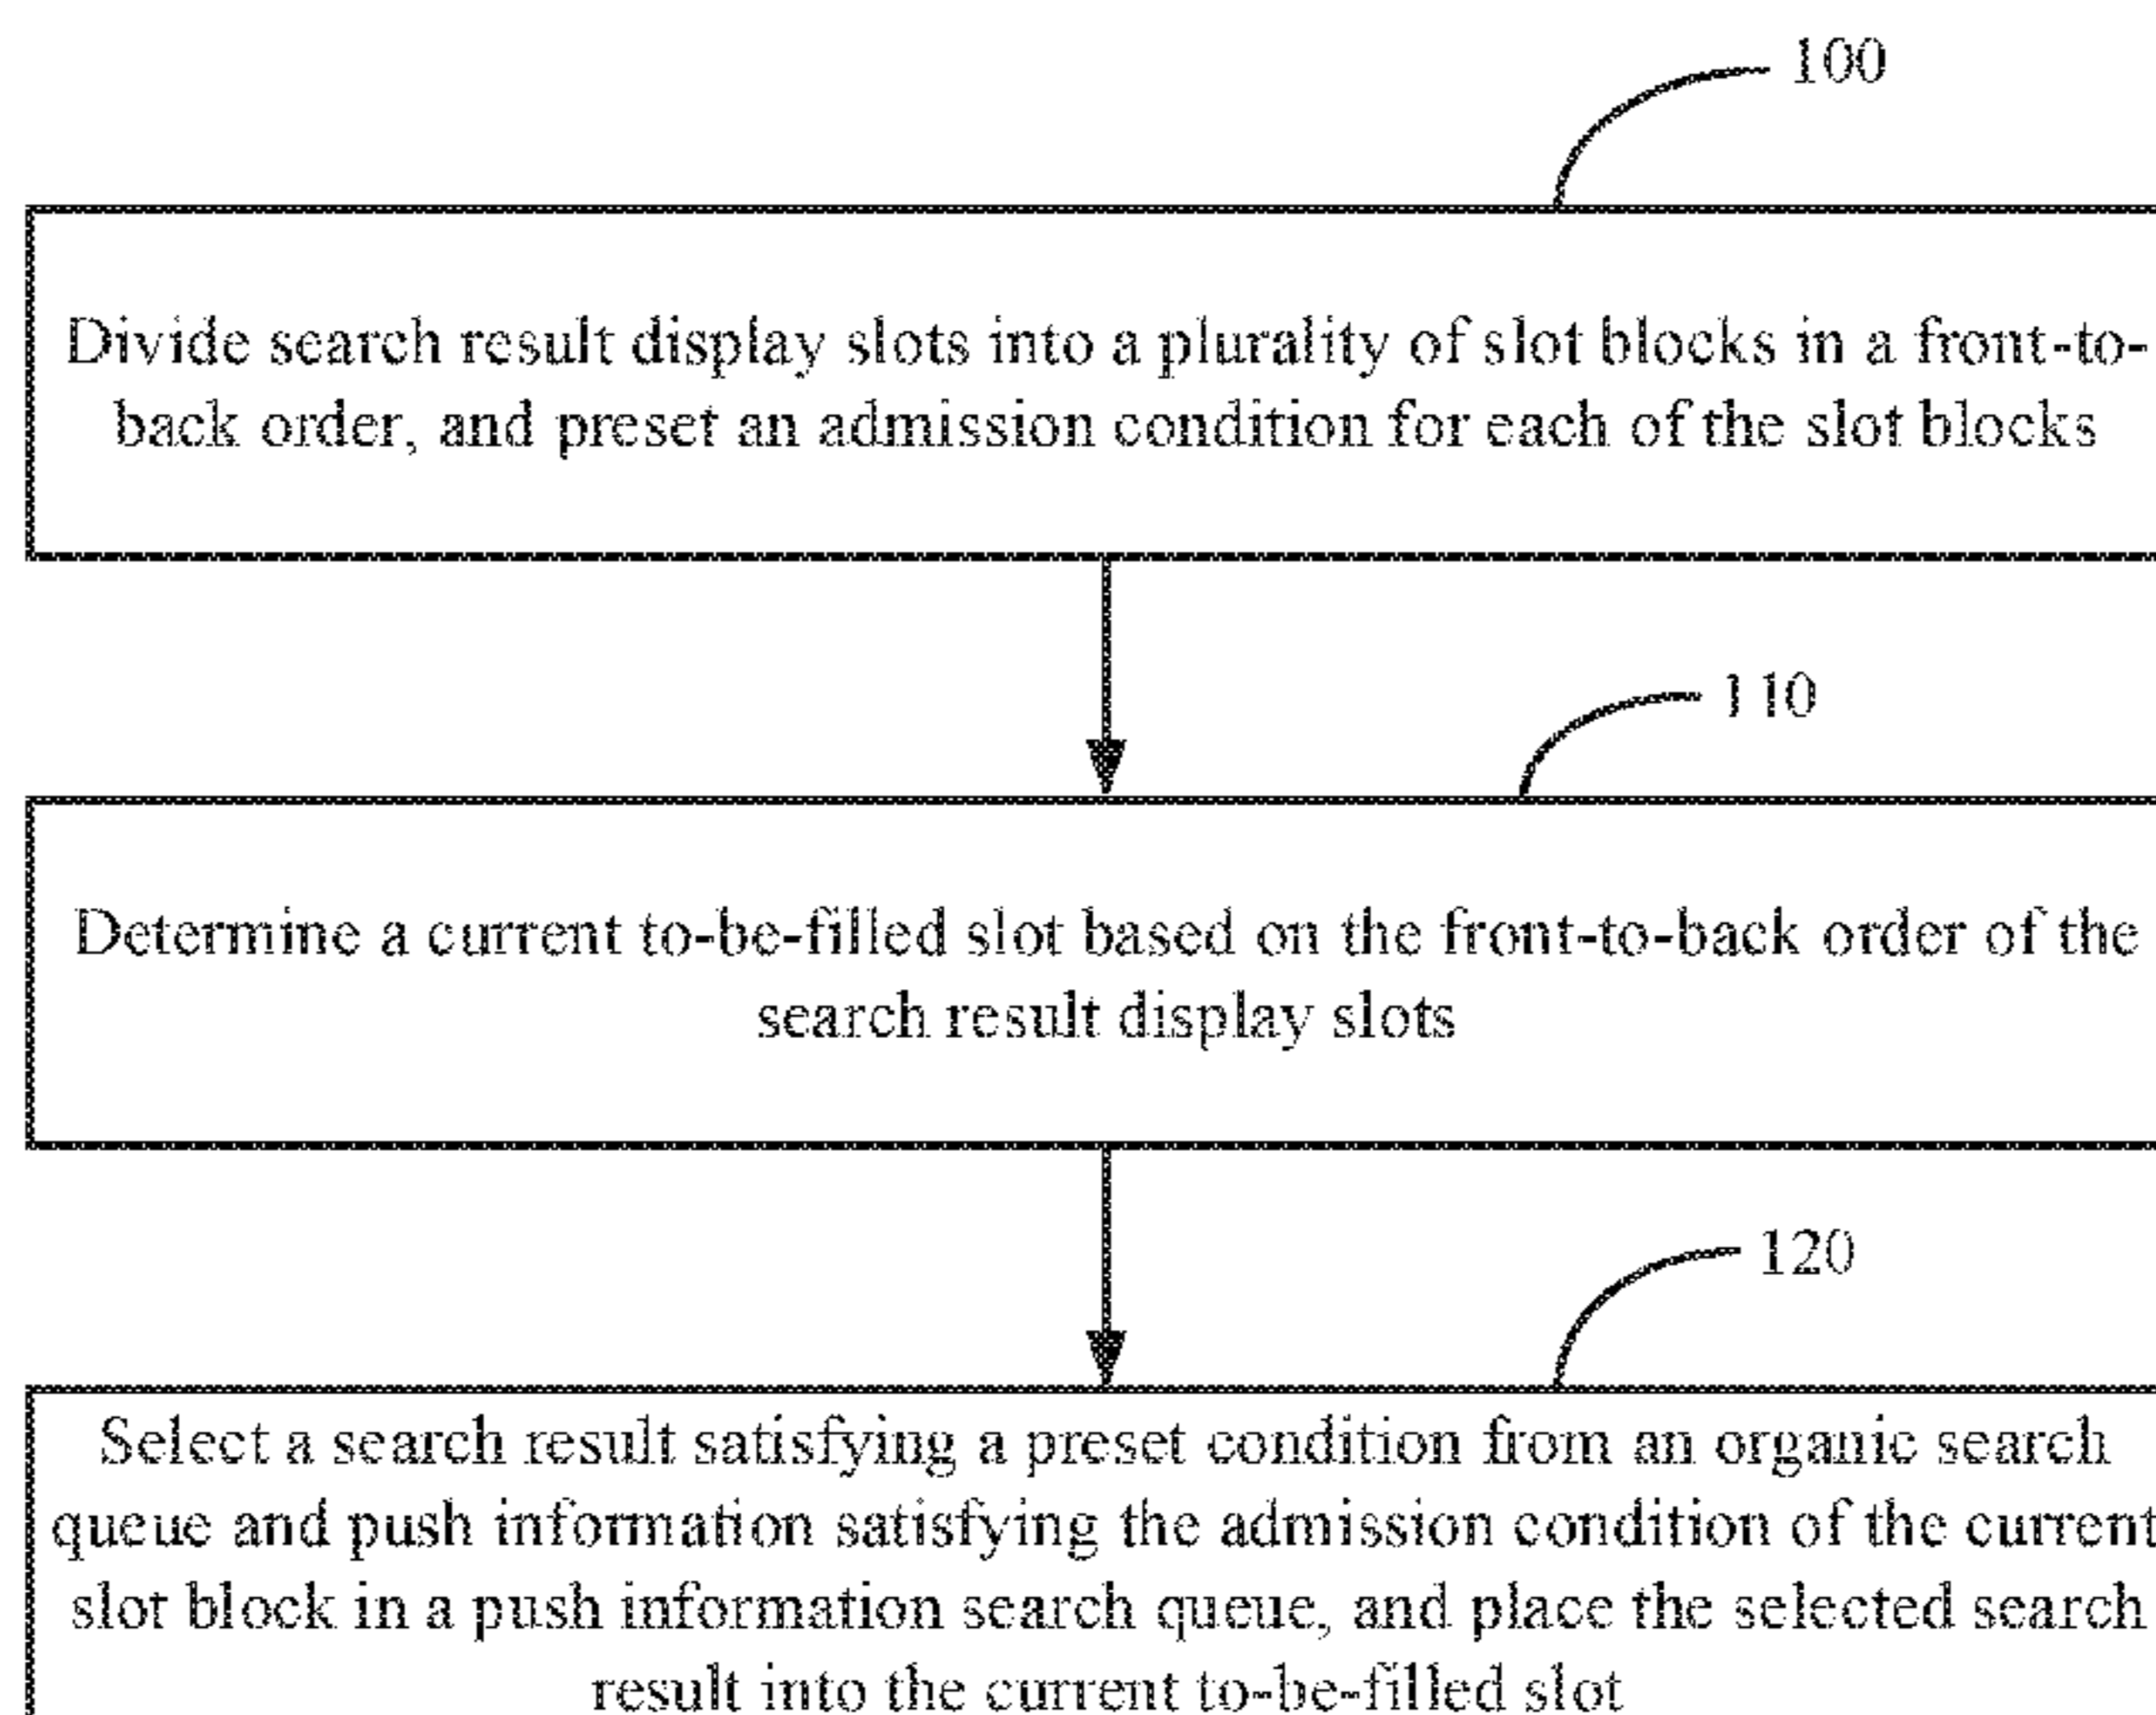 100
Divide search result display slots into a plurality of slot blocks in a front-to-
back order, and preset an admission condition for each of the slot blocks
110
Determine a current to-be-filled slot based on the front-to-back order of the
search result display slots
120
Select a search result satisfying a preset condition from an organic search
queue and push information satisfying the admission condition of the current
slot block in a push information search queue, and place the selected search
result into the current to-be-filled slot